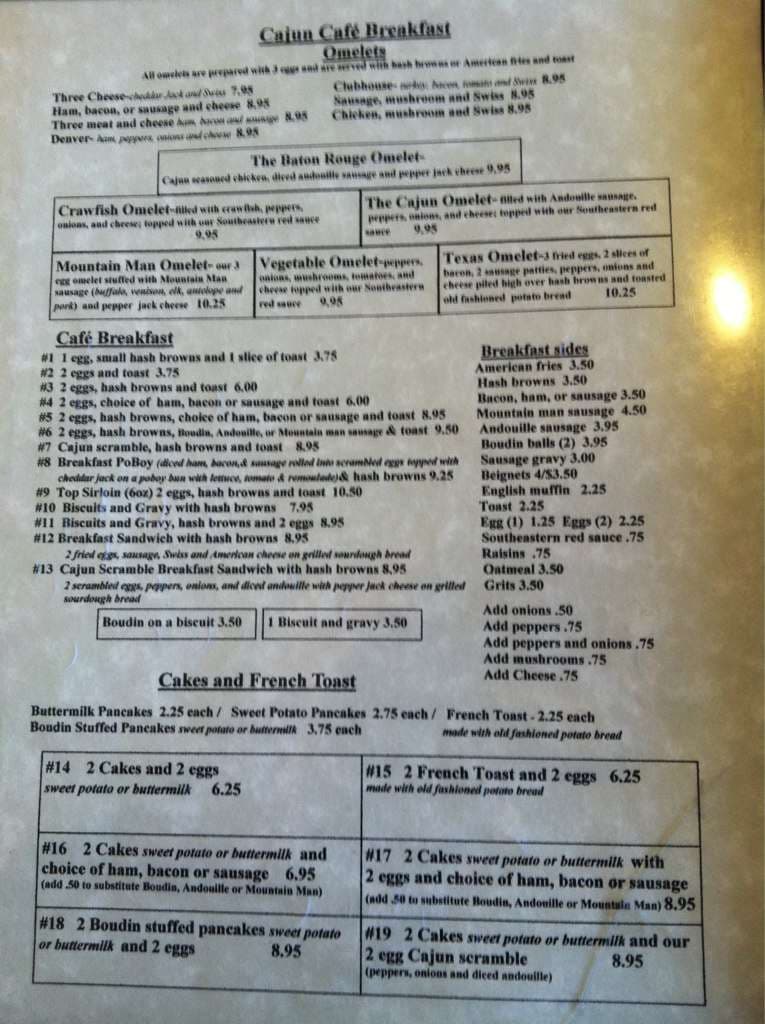 Cajun Café Breakfast
Omelets
All omelets are prepared with 3 eggs and are served with hash browns or American fries and toast
Three Cheese-cheddar Jack and Swiss 7.95
Ham, bacon, or sausage and cheese 8.95
Three meat and cheese ham, bacon and sausage 8.95
Denver- ham, peppers, onions and cheese 8.95
Clubhouse- turkey, bacon, tomato and Swiss 8.95
Sausage, mushroom and Swiss 8.95
Chicken, mushroom and Swiss 8.95
The Baton Rouge Omelet-
Cajun seasoned chicken, diced andouille sausage and pepper jack cheese 9.95
Crawfish Omelet-filled with crawfish, peppers,
onions, and cheese; topped with our Southeastern red sauce
9.95
The Cajun Omelet- filled with Andouille sausage,
peppers, onions, and cheese; topped with our Southeastern red
sauce 9.95
Mountain Man Omelet- our 3
egg omelet stuffed with Mountain Man
sausage (buffalo, venison, elk, antelope and
pork) and pepper jack cheese 10.25
Vegetable Omelet-peppers,
onions, mushrooms, tomatoes, and
cheese topped with our Southeastern
red sauce 9.95
Texas Omelet-3 fried eggs, 2 slices of
bacon, 2 sausage patties, peppers, onions and
cheese piled high over hash browns and toasted
old fashioned potato bread 10.25
Café Breakfast
#1 1 egg, small hash browns and 1 slice of toast 3.75
#2 2 eggs and toast 3.75
#3 2 eggs, hash browns and toast 6.00
#4 2 eggs, choice of ham, bacon or sausage and toast 6.00
#5 2 eggs, hash browns, choice of ham, bacon or sausage and toast 8.95
#6 2 eggs, hash browns, Boudin, Andouille, or Mountain man sausage & toast 9.50
#7 Cajun scramble, hash browns and toast 8.95
#8 Breakfast PoBoy (diced ham, bacon,& sausage rolled into scrambled eggs topped with
cheddar jack on a poboy bun with lettuce, tomato & remoulade)& hash browns 9.25
#9 Top Sirloin (6oz) 2 eggs, hash browns and toast 10.50
#10 Biscuits and Gravy with hash browns 7.95
#11 Biscuits and Gravy, hash browns and 2 eggs 8.95
#12 Breakfast Sandwich with hash browns 8.95
2 fried eggs, sausage, Swiss and American cheese on grilled sourdough bread
#13 Cajun Scramble Breakfast Sandwich with hash browns 8.95
2 scrambled eggs, peppers, onions, and diced andouille with pepper jack cheese on grilled
sourdough bread
Boudin on a biscuit 3.50
1 Biscuit and gravy 3.50
Breakfast sides
American fries 3.50
Hash browns 3.50
Bacon, ham, or sausage 3.50
Mountain man sausage 4.50
Andouille sausage 3.95
Boudin balls (2) 3.95
Sausage gravy 3.00
Beignets 4/$3.50
English muffin 2.25
Toast 2.25
Egg (1) 1.25 Eggs (2) 2.25
Southeastern red sauce .75
Raisins .75
Oatmeal 3.50
Grits 3.50
Add onions .50
Add peppers .75
Add peppers and onions .75
Add mushrooms .75
Add Cheese .75
Cakes and French Toast
Buttermilk Pancakes 2.25 each / Sweet Potato Pancakes 2.75 each / French Toast - 2.25 each
Boudin Stuffed Pancakes sweet potato or buttermilk 3.75 each made with old fashioned potato bread
#14 2 Cakes and 2 eggs
sweet potato or buttermilk 6.25
#15 2 French Toast and 2 eggs 6.25
made with old fashioned potato bread
#16 2 Cakes sweet potato or buttermilk and
choice of ham, bacon or sausage 6.95
(add .50 to substitute Boudin, Andouille or Mountain Man)
#17 2 Cakes sweet potato or buttermilk with
2 eggs and choice of ham, bacon or sausage
(add .50 to substitute Boudin, Andouille or Mountain Man) 8.95
#18 2 Boudin stuffed pancakes sweet potato
or buttermilk and 2 eggs 8.95
#19 2 Cakes sweet potato or buttermilk and our
2 egg Cajun scramble 8.95
(peppers, onions and diced andouille)